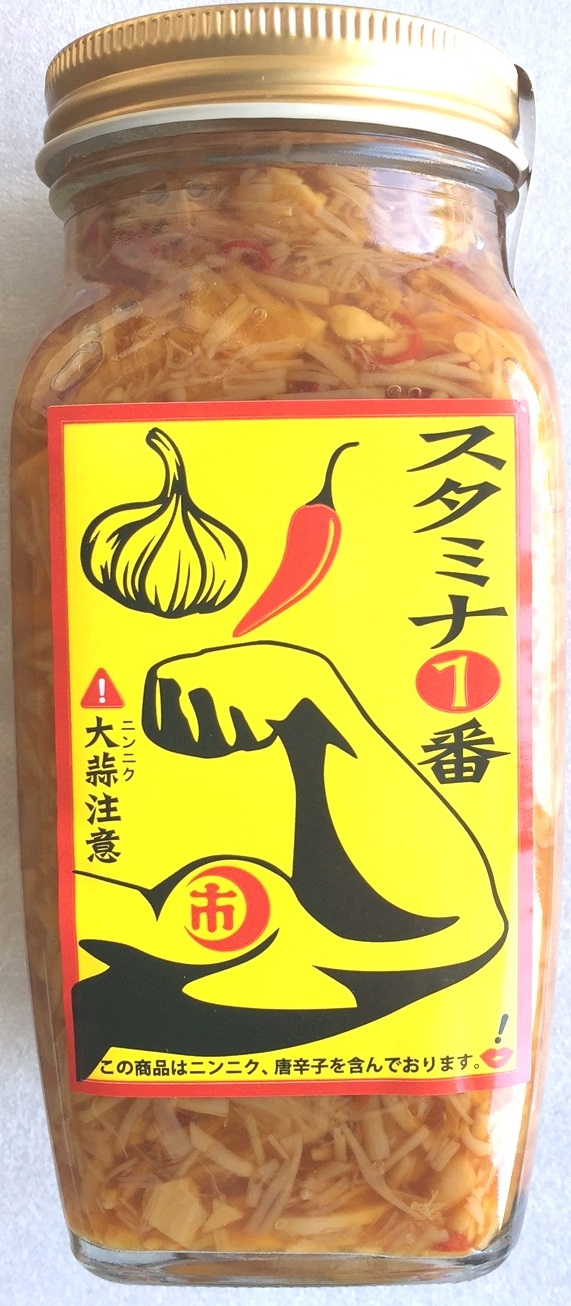 スタミナ1番
大蒜注意
ニンニク
市
この商品はニンニク、唐辛子を含んでおります。